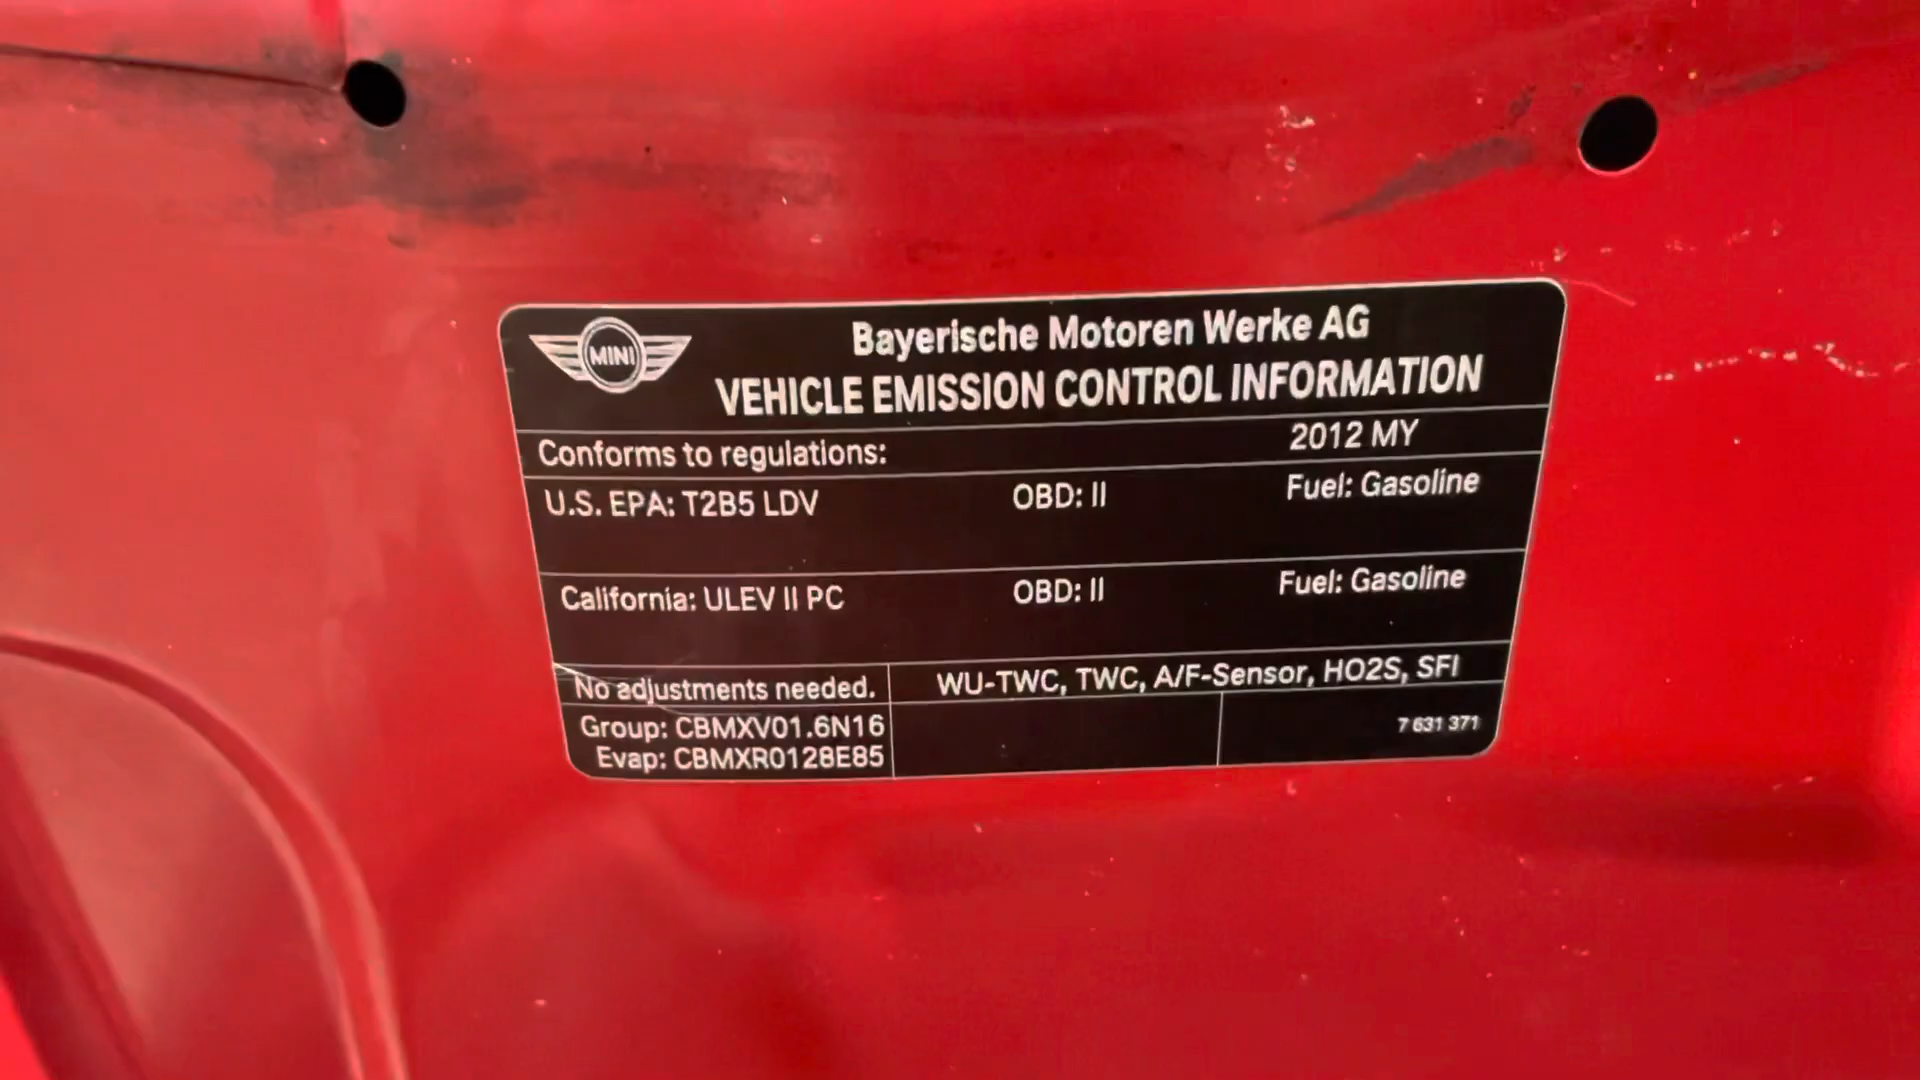 MINI
Bayerische Motoren Werke AG
VEHICLE EMISSION CONTROL INFORMATION
Conforms to regulations: 2012 MY
U.S. EPA: T2B5 LDV OBD: II Fuel: Gasoline
California: ULEV II PC OBD: II Fuel: Gasoline
No adjustments needed. WU-TWC, TWC, A/F-Sensor, HO2S, SFI
Group: CBMXV01.6N16
Evap: CBMXR0128E85
7 631 371